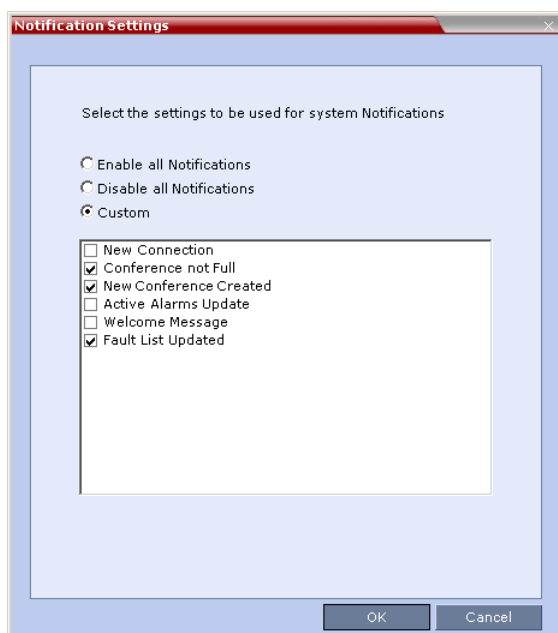 Notification Settings
Select the settings to be used for system Notifications
Enable all Notifications
Disable all Notifications
Custom
New Connection
Conference not Full
New Conference Created
Active Alarms Update
Welcome Message
Fault List Updated
OK Cancel